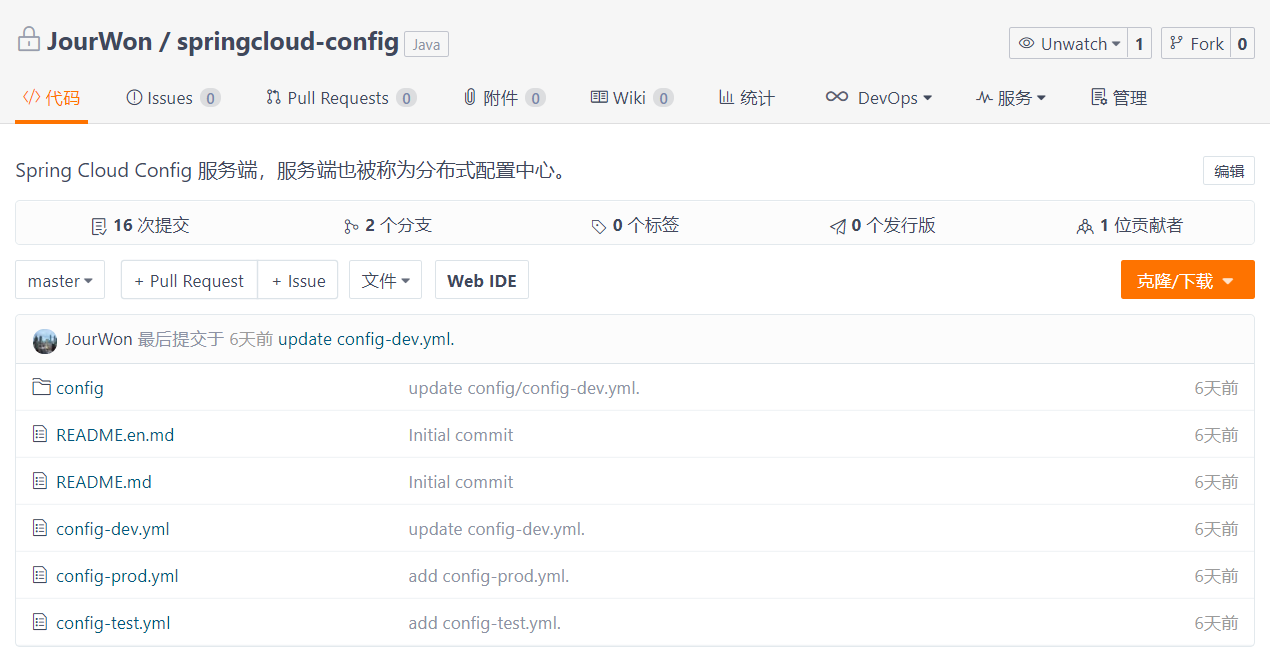 JourWon / springcloud-config Java Unwatch 1 Fork 0
代码 Issues 0 Pull Requests 0 附件 0 Wiki 0 统计 DevOps 服务 管理
Spring Cloud Config 服务端，服务端也被称为分布式配置中心。 编辑
16 次提交 2 个分支 0 个标签 0 个发行版 1 位贡献者
master + Pull Request + Issue 文件 Web IDE 克隆/下载
JourWon 最后提交于 6天前 update config-dev.yml.
config update config/config-dev.yml. 6天前
README.en.md Initial commit 6天前
README.md Initial commit 6天前
config-dev.yml update config-dev.yml. 6天前
config-prod.yml add config-prod.yml. 6天前
config-test.yml add config-test.yml. 6天前